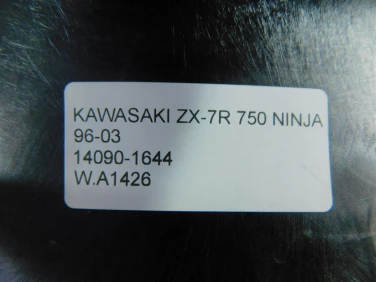 KAWASAKI ZX-7R 750 NINJA
96-03
14090-1644
W.A1426